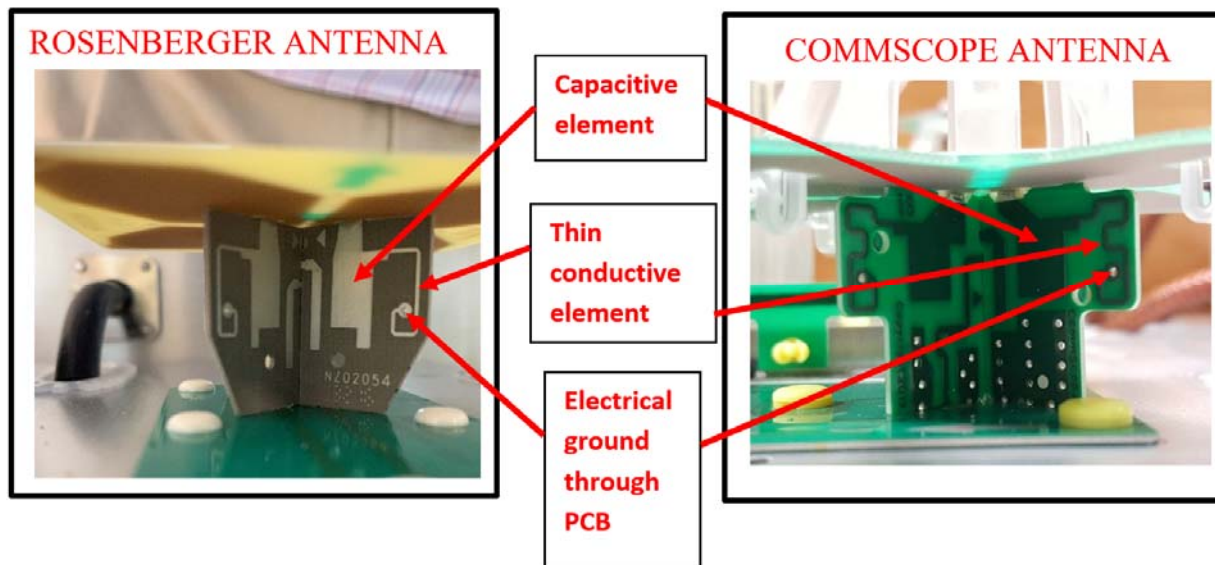 ROSENBERGER ANTENNA
COMMSCOPE ANTENNA
Capacitive
element
Thin
conductive
element
Electrical
ground
through
PCB
NZ02054